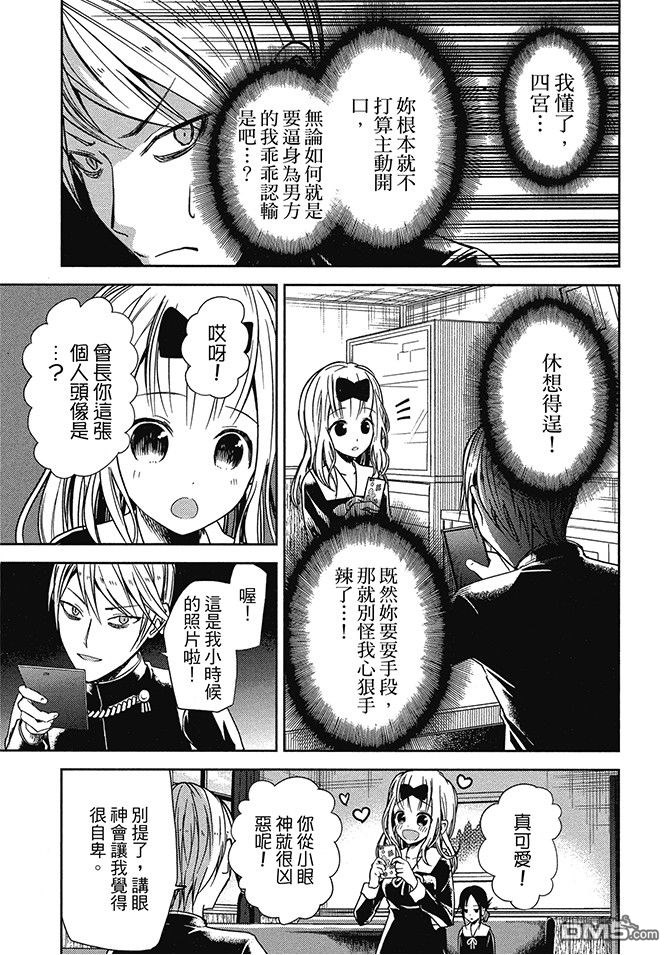 我懂了，
四宮…
妳根本就不
打算主動開
口，
無論如何就是
要逼身為男方
的我乖乖認輸
是吧…？
休想得逞！
既然妳要耍手段，
那就別怪我心狠手
辣了…！
哎呀！
會長你這張
個人頭像是
…？
喔！
這是我小時候
的照片啦！
真可愛！
你從小眼
神就很凶
惡呢！
別提了，講眼
神會讓我覺得
很自卑。
DM5.com